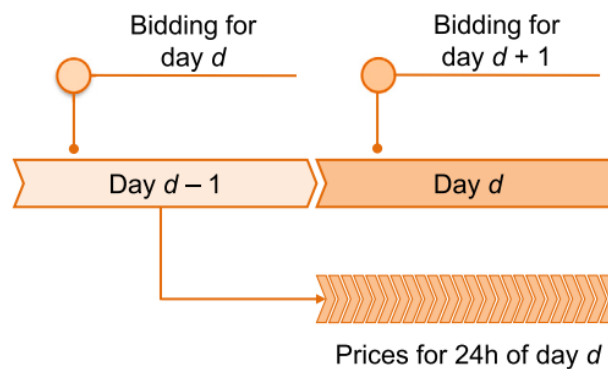 Bidding for
day d
Bidding for
day d + 1
Day d – 1
Day d
Prices for 24h of day d